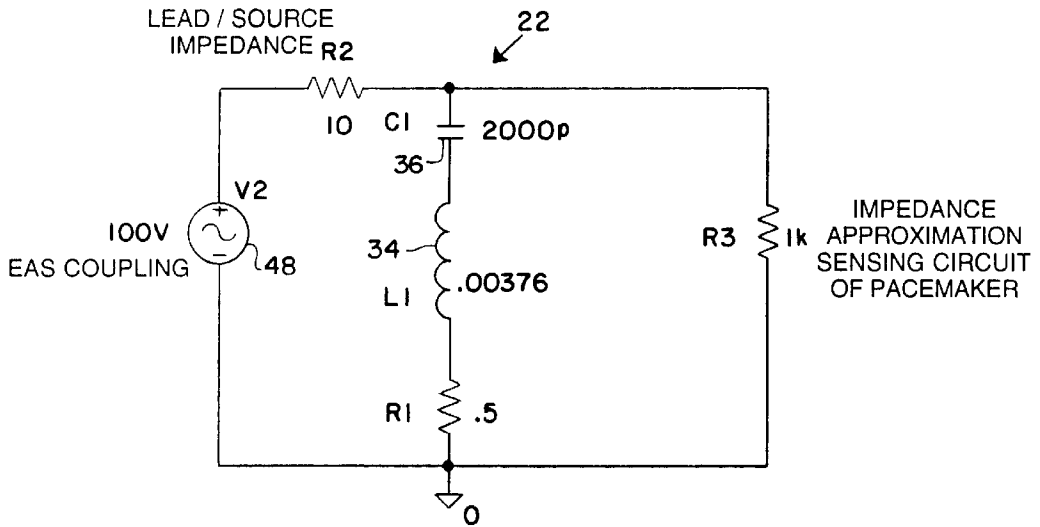 LEAD / SOURCE
IMPEDANCE
R2
22
10
C1
2000p
36
V2
100V
EAS COUPLING
48
34
L1
.00376
R3
1k
IMPEDANCE
APPROXIMATION
SENSING CIRCUIT
OF PACEMAKER
R1
.5
0